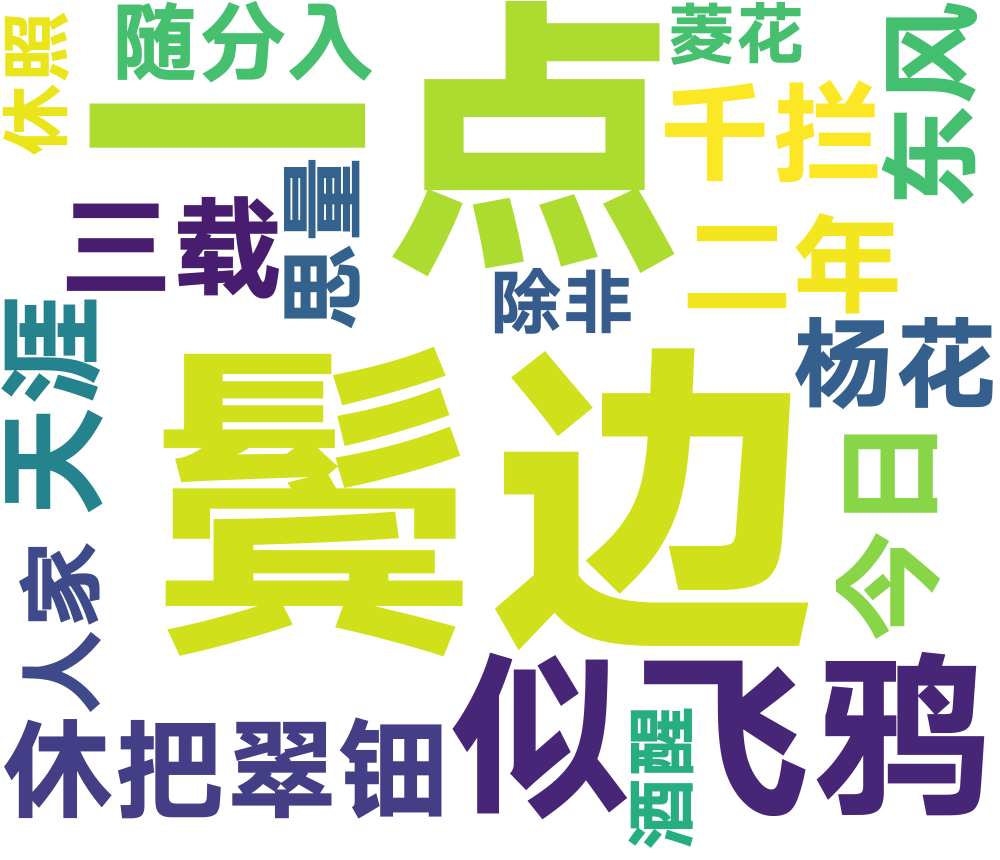 休照
随分入
一点
菱花
东风
千拦
三载
思量
二年
除非
杨花
天涯
鬓边
今日
人家
似飞鸦
休把翠钿
酒醒